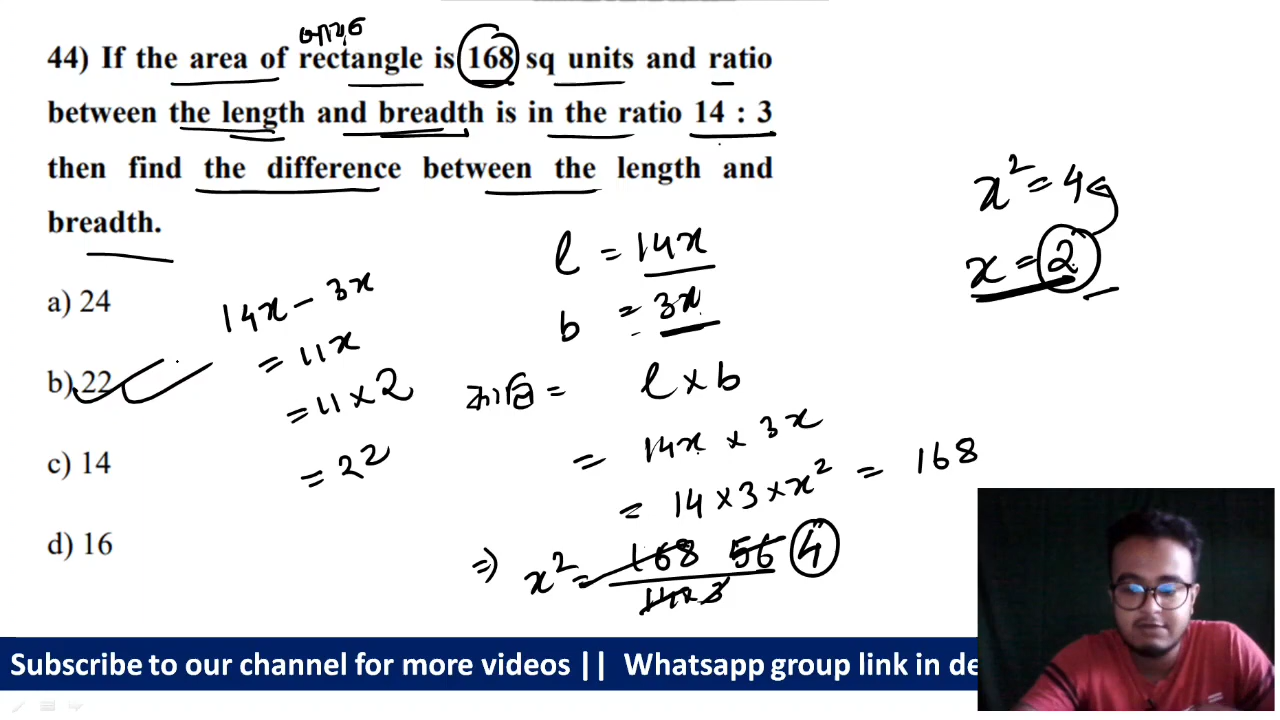 44) If the area of rectangle is 168 sq units and ratio
between the length and breadth is in the ratio 14 : 3
then find the difference between the length and
breadth.
a) 24
b) 22
c) 14
d) 16
14x - 3x
= 11x
= 11 × 2
= 22
l = 14x
b = 3x
= l × b
= 14x × 3x
= 14 × 3 × x² = 168
⇒ x² = 168 56 4
14 × 3
x² = 4
x = 2
Subscribe to our channel for more videos || Whatsapp group link in de